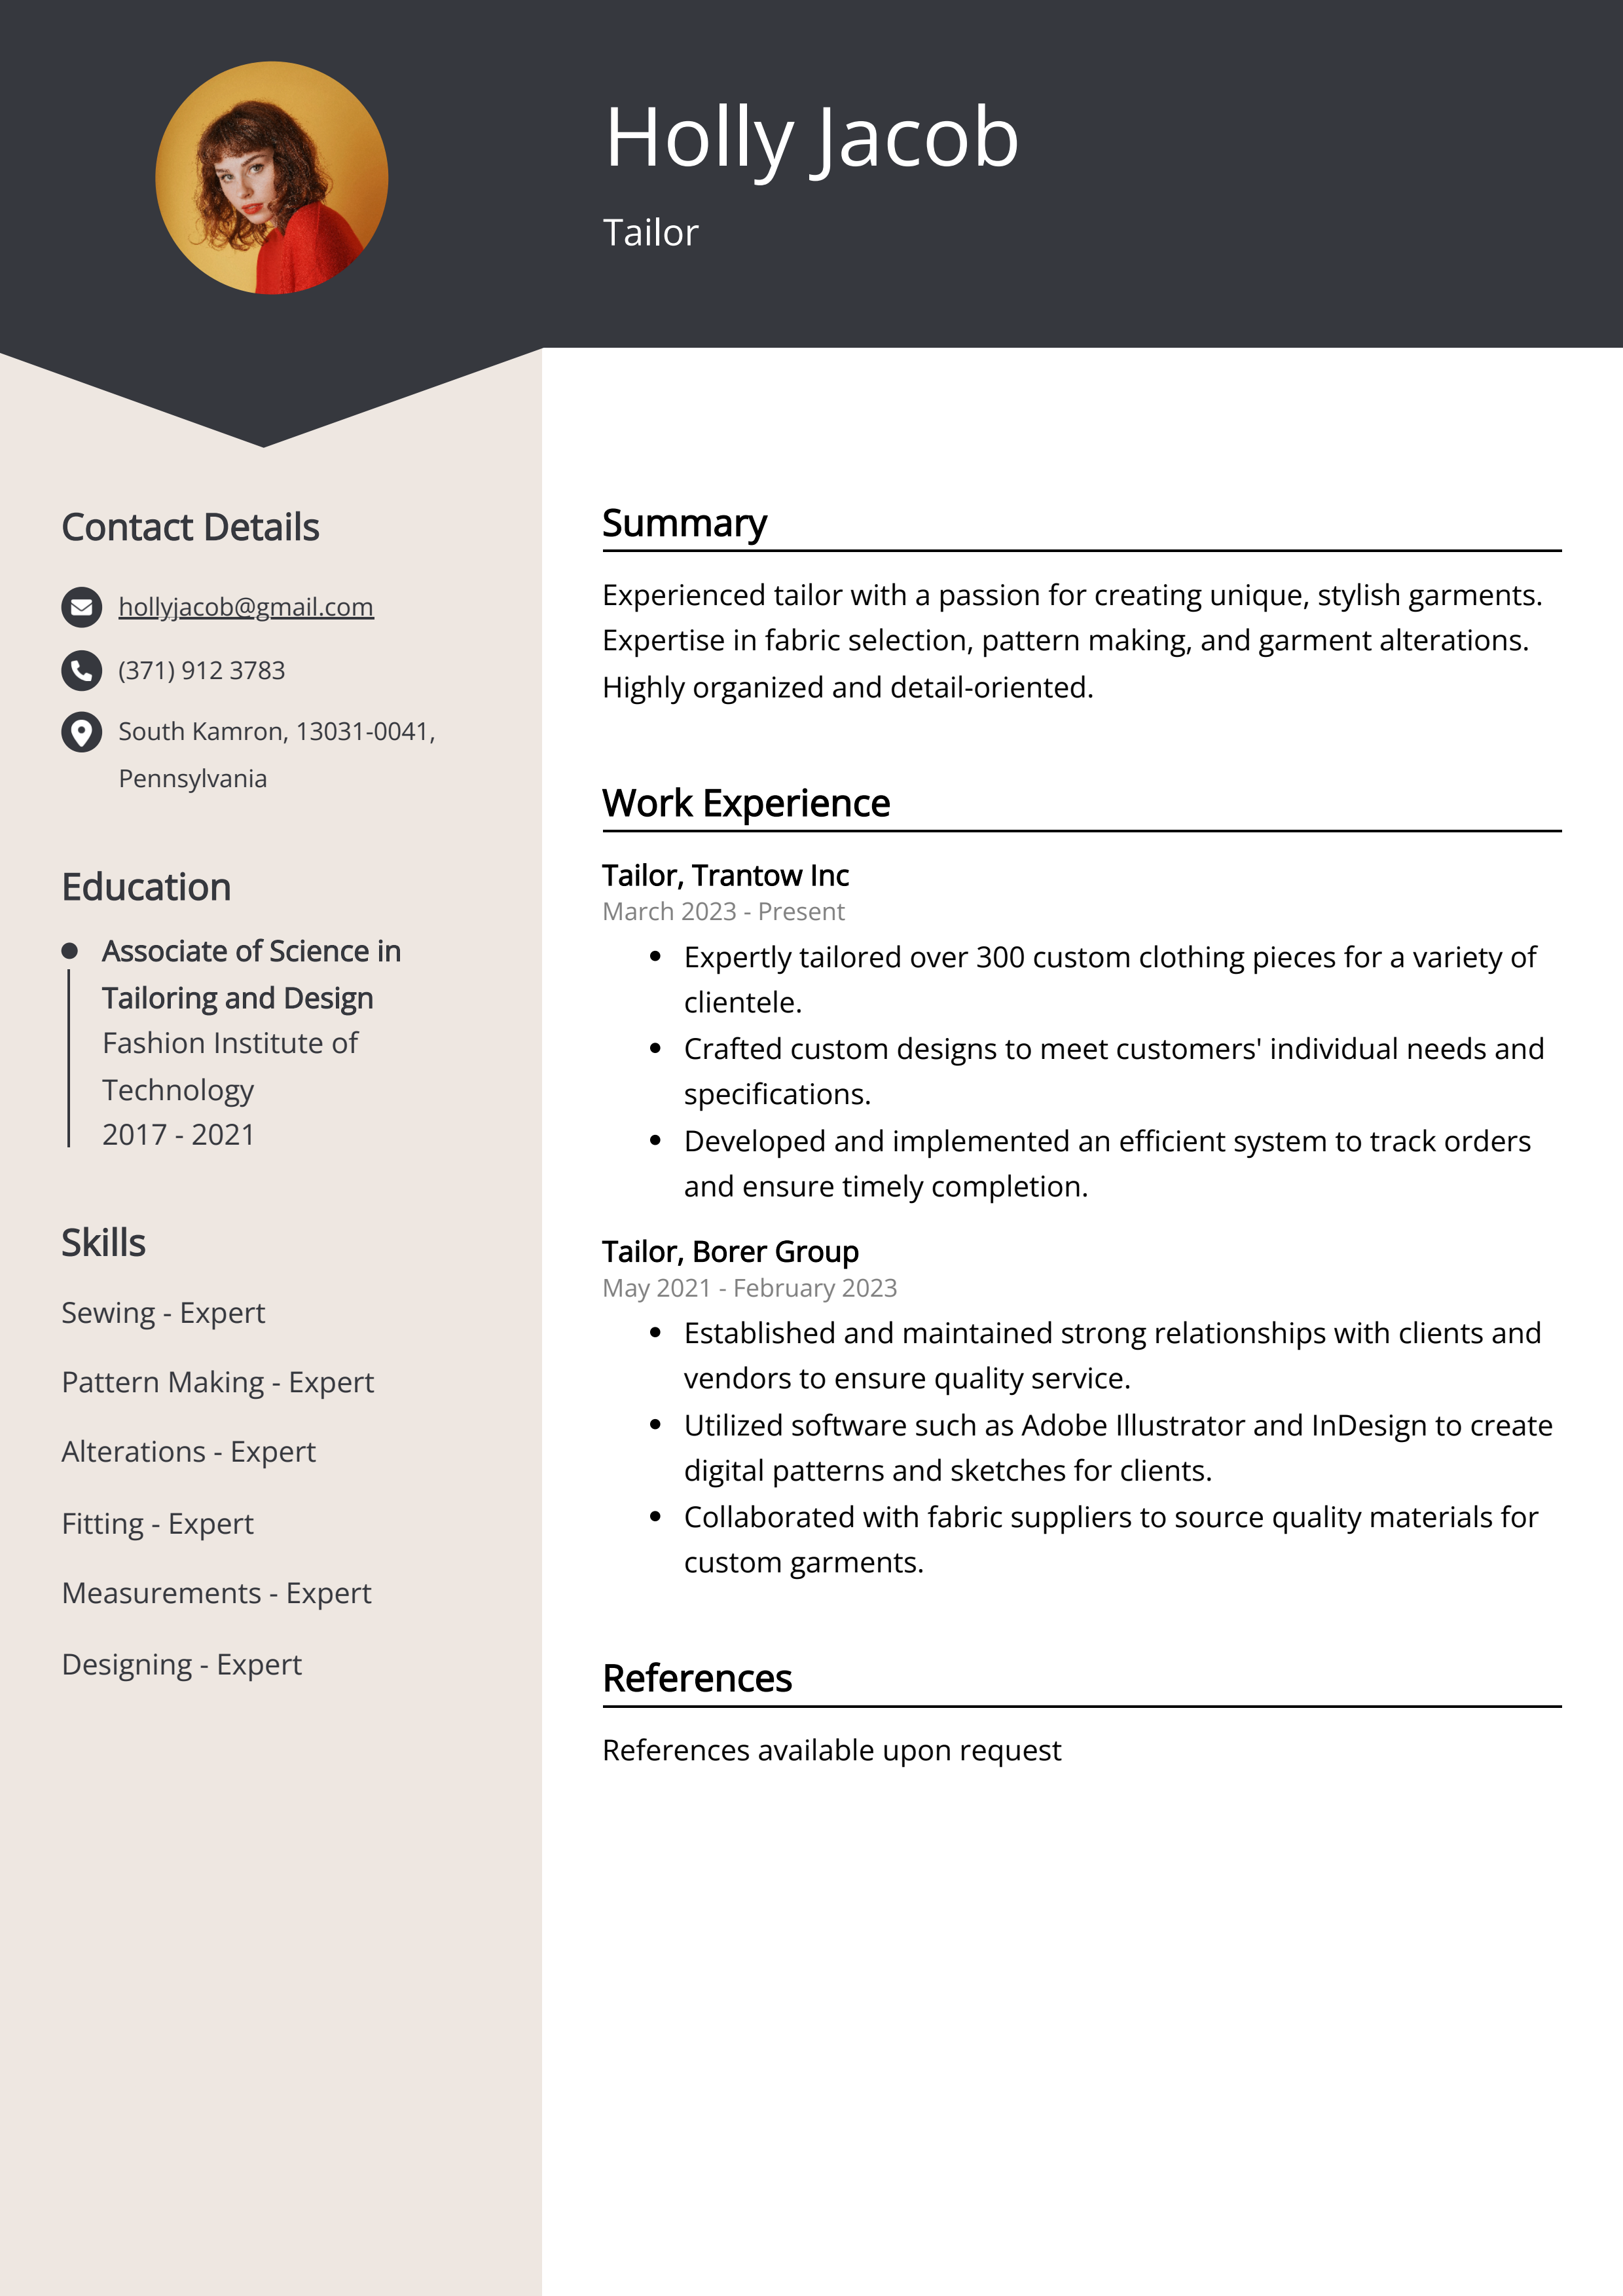 Holly Jacob
Tailor
Contact Details
hollyjacob@gmail.com
(371) 912 3783
South Kamron, 13031-0041,
Pennsylvania
Education
Associate of Science in
Tailoring and Design
Fashion Institute of
Technology
2017 - 2021
Skills
Sewing - Expert
Pattern Making - Expert
Alterations - Expert
Fitting - Expert
Measurements - Expert
Designing - Expert
Summary
Experienced tailor with a passion for creating unique, stylish garments.
Expertise in fabric selection, pattern making, and garment alterations.
Highly organized and detail-oriented.
Work Experience
Tailor, Trantow Inc
March 2023 - Present
• Expertly tailored over 300 custom clothing pieces for a variety of
clientele.
• Crafted custom designs to meet customers' individual needs and
specifications.
• Developed and implemented an efficient system to track orders
and ensure timely completion.
Tailor, Borer Group
May 2021 - February 2023
• Established and maintained strong relationships with clients and
vendors to ensure quality service.
• Utilized software such as Adobe Illustrator and InDesign to create
digital patterns and sketches for clients.
• Collaborated with fabric suppliers to source quality materials for
custom garments.
References
References available upon request